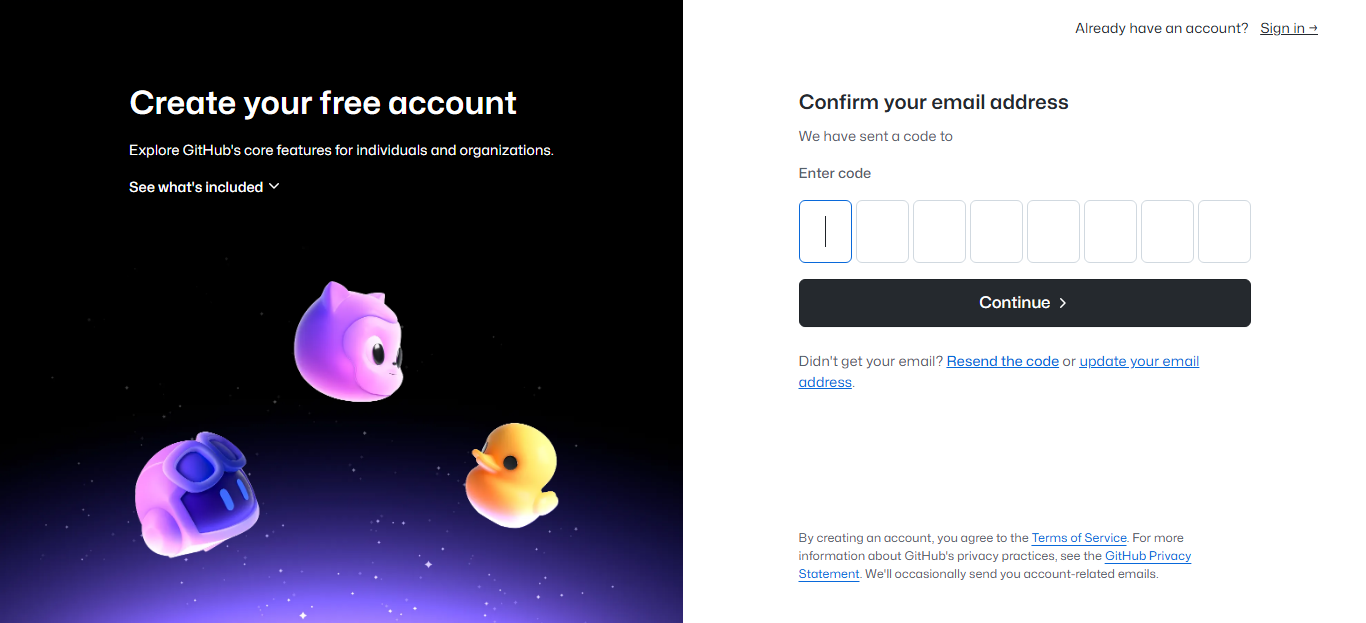 Already have an account? Sign in →
Create your free account
Explore GitHub's core features for individuals and organizations.
See what's included
Confirm your email address
We have sent a code to
Enter code
Continue
Didn't get your email? Resend the code or update your email
address.
By creating an account, you agree to the Terms of Service. For more
information about GitHub's privacy practices, see the GitHub Privacy
Statement. We'll occasionally send you account-related emails.